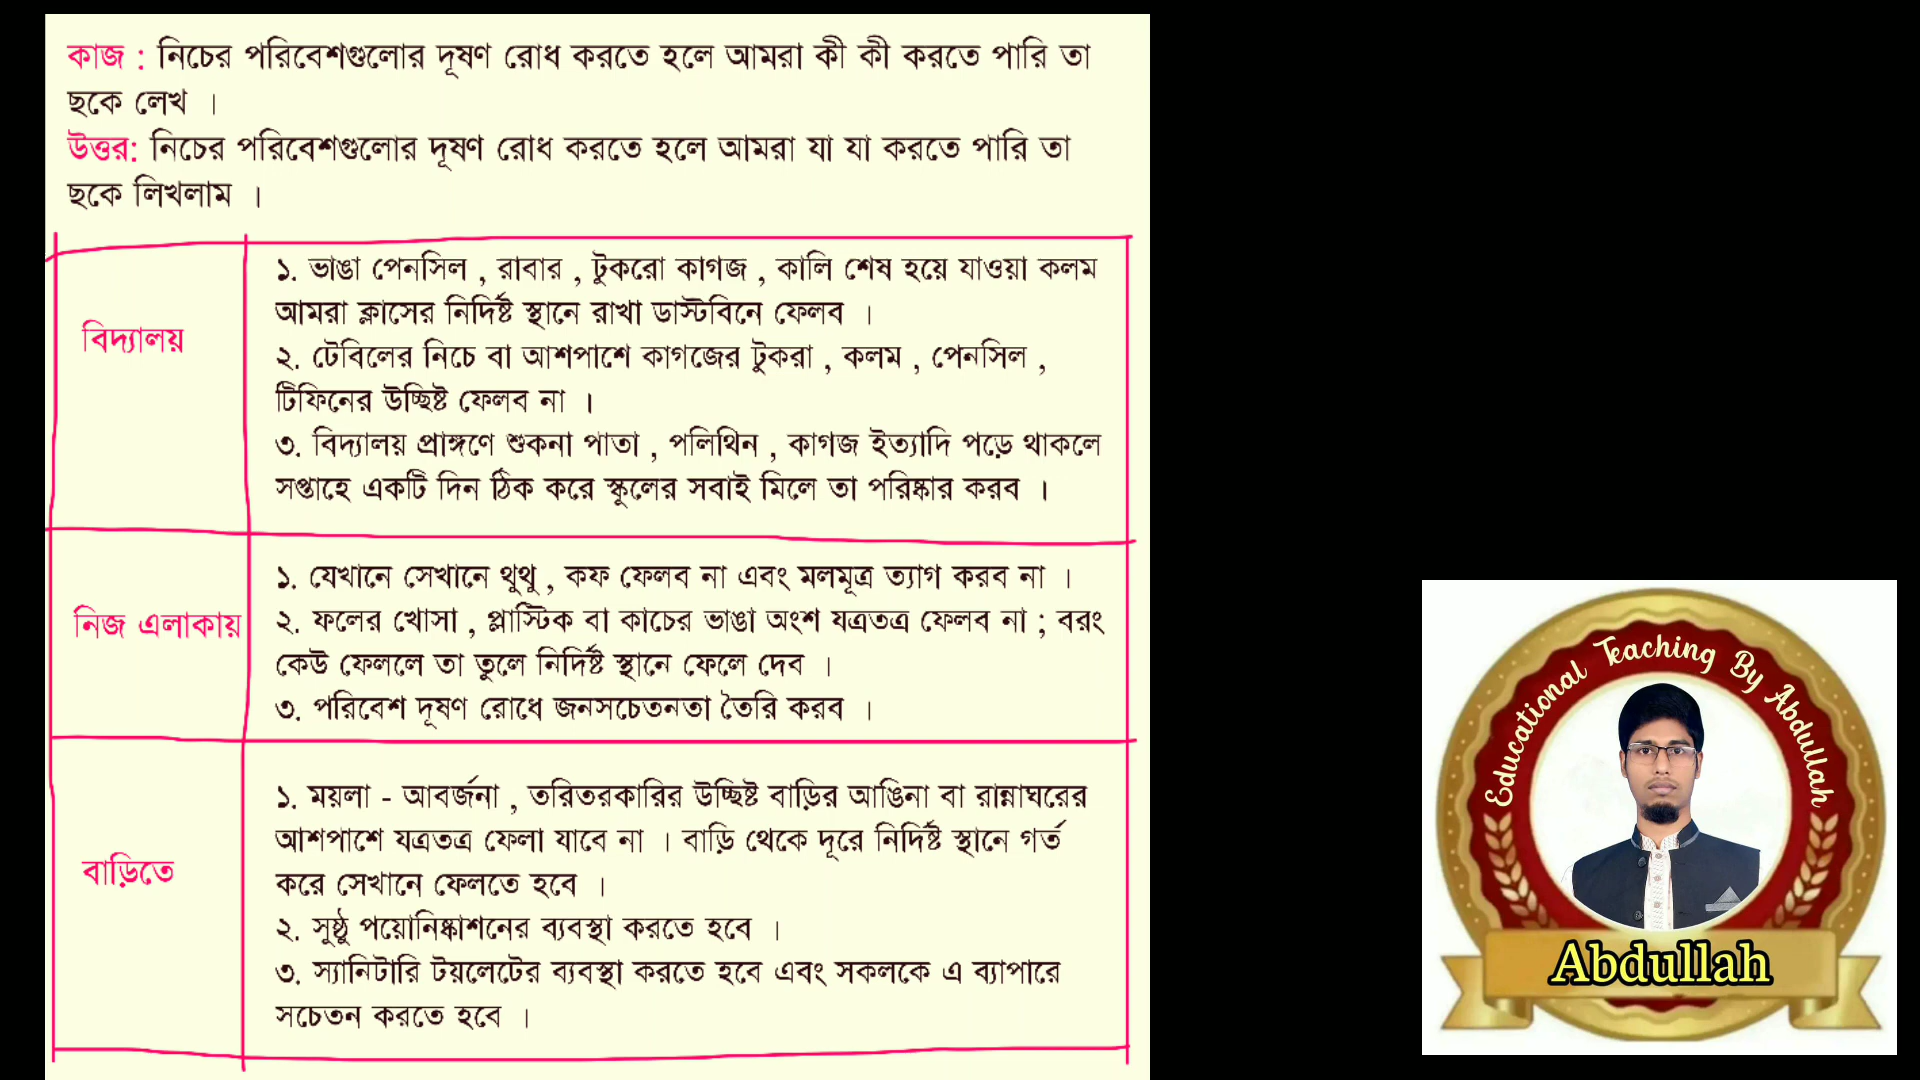 কাজ : নিচের পরিবেশগুলোর দূষণ রোধ করতে হলে আমরা কী কী করতে পারি তা
ছকে লেখ ।
উত্তর: নিচের পরিবেশগুলোর দূষণ রোধ করতে হলে আমরা যা যা করতে পারি তা
ছকে লিখলাম ।
বিদ্যালয়
১. ভাঙা পেনসিল , রাবার , টুকরো কাগজ , কালি শেষ হয়ে যাওয়া কলম
আমরা ক্লাসের নির্দিষ্ট স্থানে রাখা ডাস্টবিনে ফেলব ।
২. টেবিলের নিচে বা আশপাশে কাগজের টুকরা , কলম , পেনসিল ,
টিফিনের উচ্ছিষ্ট ফেলব না ।
৩. বিদ্যালয় প্রাঙ্গণে শুকনা পাতা , পলিথিন , কাগজ ইত্যাদি পড়ে থাকলে
সপ্তাহে একটি দিন ঠিক করে স্কুলের সবাই মিলে তা পরিষ্কার করব ।
নিজ এলাকায়
১. যেখানে সেখানে থুথু , কফ ফেলব না এবং মলমূত্র ত্যাগ করব না ।
২. ফলের খোসা , প্লাস্টিক বা কাচের ভাঙা অংশ যত্রতত্র ফেলব না ; বরং
কেউ ফেললে তা তুলে নির্দিষ্ট স্থানে ফেলে দেব ।
৩. পরিবেশ দূষণ রোধে জনসচেতনতা তৈরি করব ।
বাড়িতে
১. ময়লা - আবর্জনা , তরিতরকারির উচ্ছিষ্ট বাড়ির আঙিনা বা রান্নাঘরের
আশপাশে যত্রতত্র ফেলা যাবে না । বাড়ি থেকে দূরে নির্দিষ্ট স্থানে গর্ত
করে সেখানে ফেলতে হবে ।
২. সুষ্ঠু পয়োনিষ্কাশনের ব্যবস্থা করতে হবে ।
৩. স্যানিটারি টয়লেটের ব্যবস্থা করতে হবে এবং সকলকে এ ব্যাপারে
সচেতন করতে হবে ।
Educational Teaching By Abdullah
Abdullah